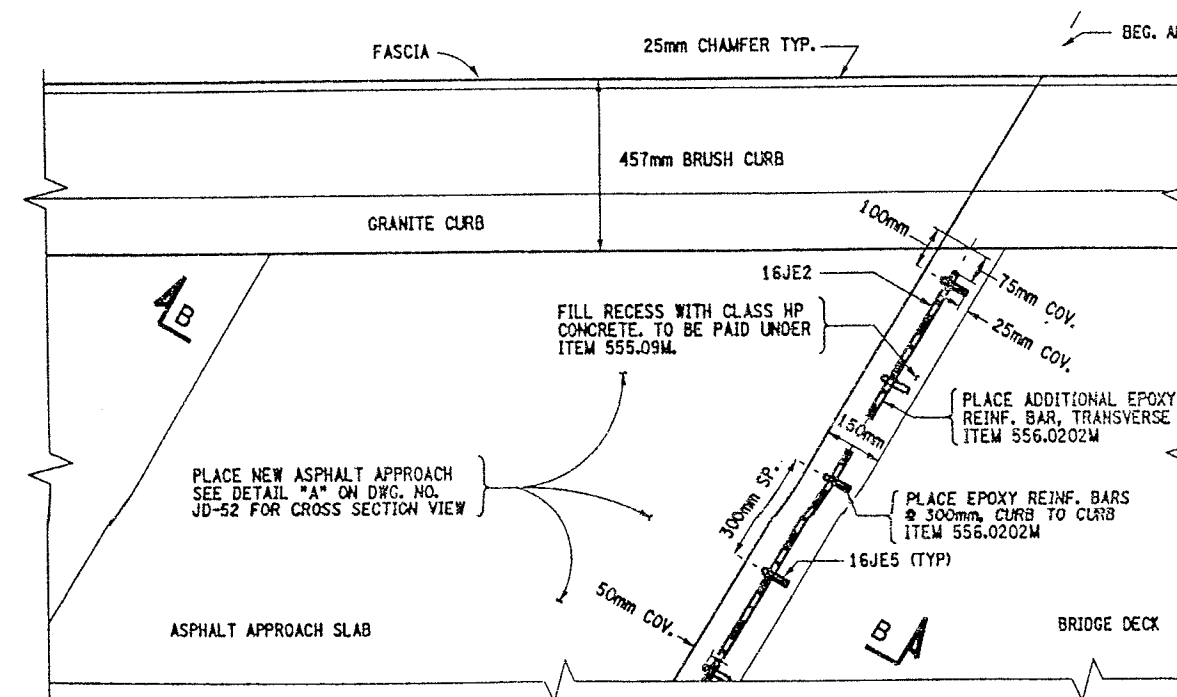 BEG.
FASCIA
25mm CHAMFER TYP.
457mm BRUSH CURB
GRANITE CURB
100mm
16JE2
75mm COV.
25mm COV.
B
FILL RECESS WITH CLASS HP
CONCRETE. TO BE PAID UNDER
ITEM 555.09M.
PLACE ADDITIONAL EPOXY
REINF. BAR, TRANSVERSE
ITEM 556.0202M
150mm
300mm SP.
PLACE NEW ASPHALT APPROACH
SEE DETAIL "A" ON DWG. NO.
JD-52 FOR CROSS SECTION VIEW
PLACE EPOXY REINF. BARS
@ 300mm, CURB TO CURB
ITEM 556.0202M
16JE5 (TYP)
50mm COV.
ASPHALT APPROACH SLAB
B
BRIDGE DECK